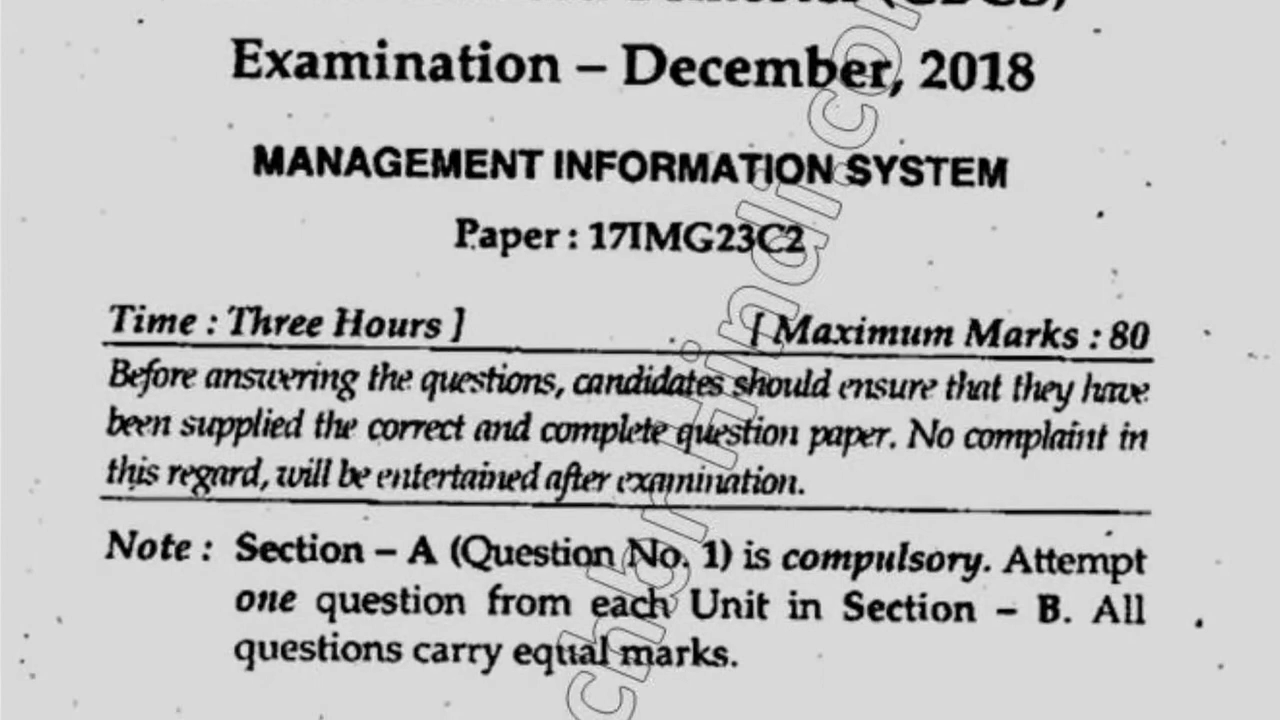 (CBCS)
Examination – December, 2018
MANAGEMENT INFORMATION SYSTEM
Paper : 17IMG23C2
Time : Three Hours ] [ Maximum Marks : 80
Before answering the questions, candidates should ensure that they have
been supplied the correct and complete question paper. No complaint in
this regard, will be entertained after examination.
Note : Section – A (Question No. 1) is compulsory. Attempt
one question from each Unit in Section – B. All
questions carry equal marks.